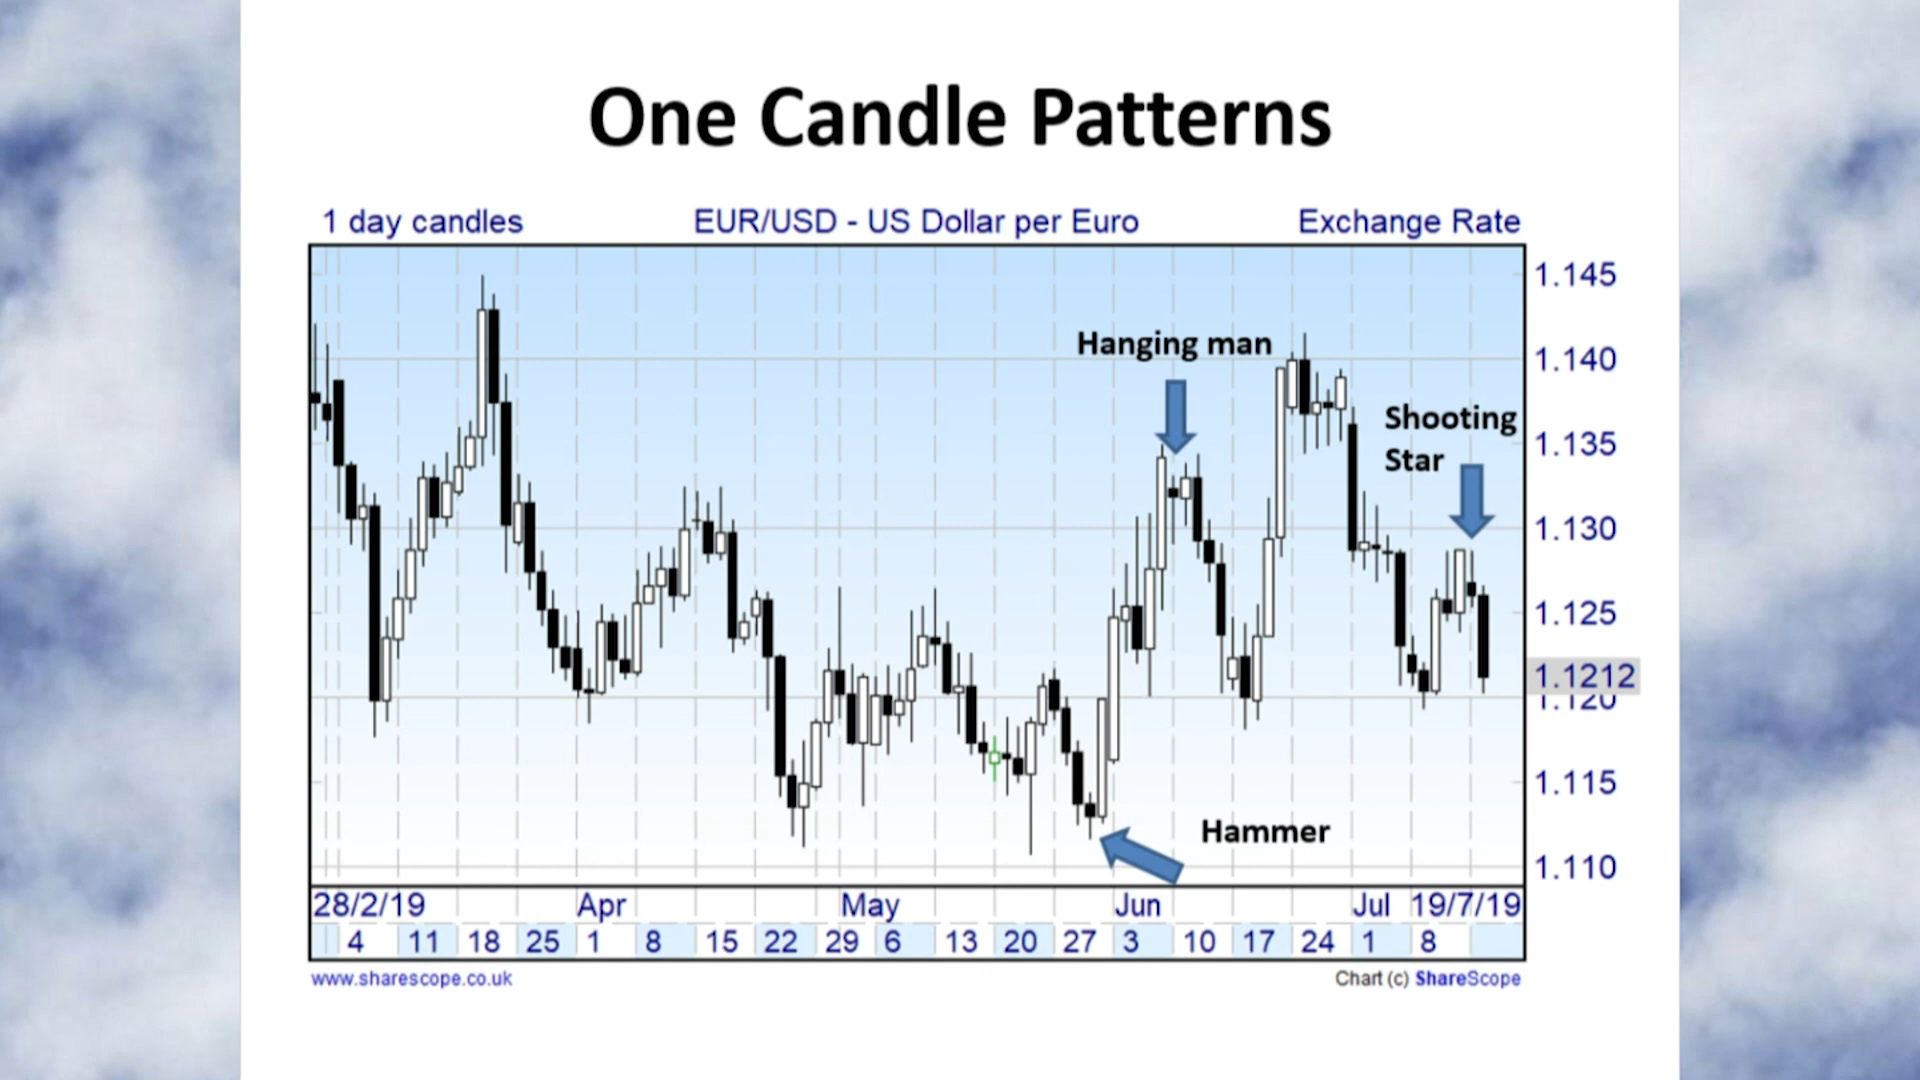 One Candle Patterns
1 day candles EUR/USD - US Dollar per Euro Exchange Rate
1.145
Hanging man
1.140
Shooting
Star
1.135
1.130
1.125
1.1212
1.120
1.115
Hammer
1.110
28/2/19 Apr May Jun Jul 19/7/19
4 11 18 25 1 8 15 22 29 6 13 20 27 3 10 17 24 1 8
www.sharescope.co.uk Chart (c) ShareScope